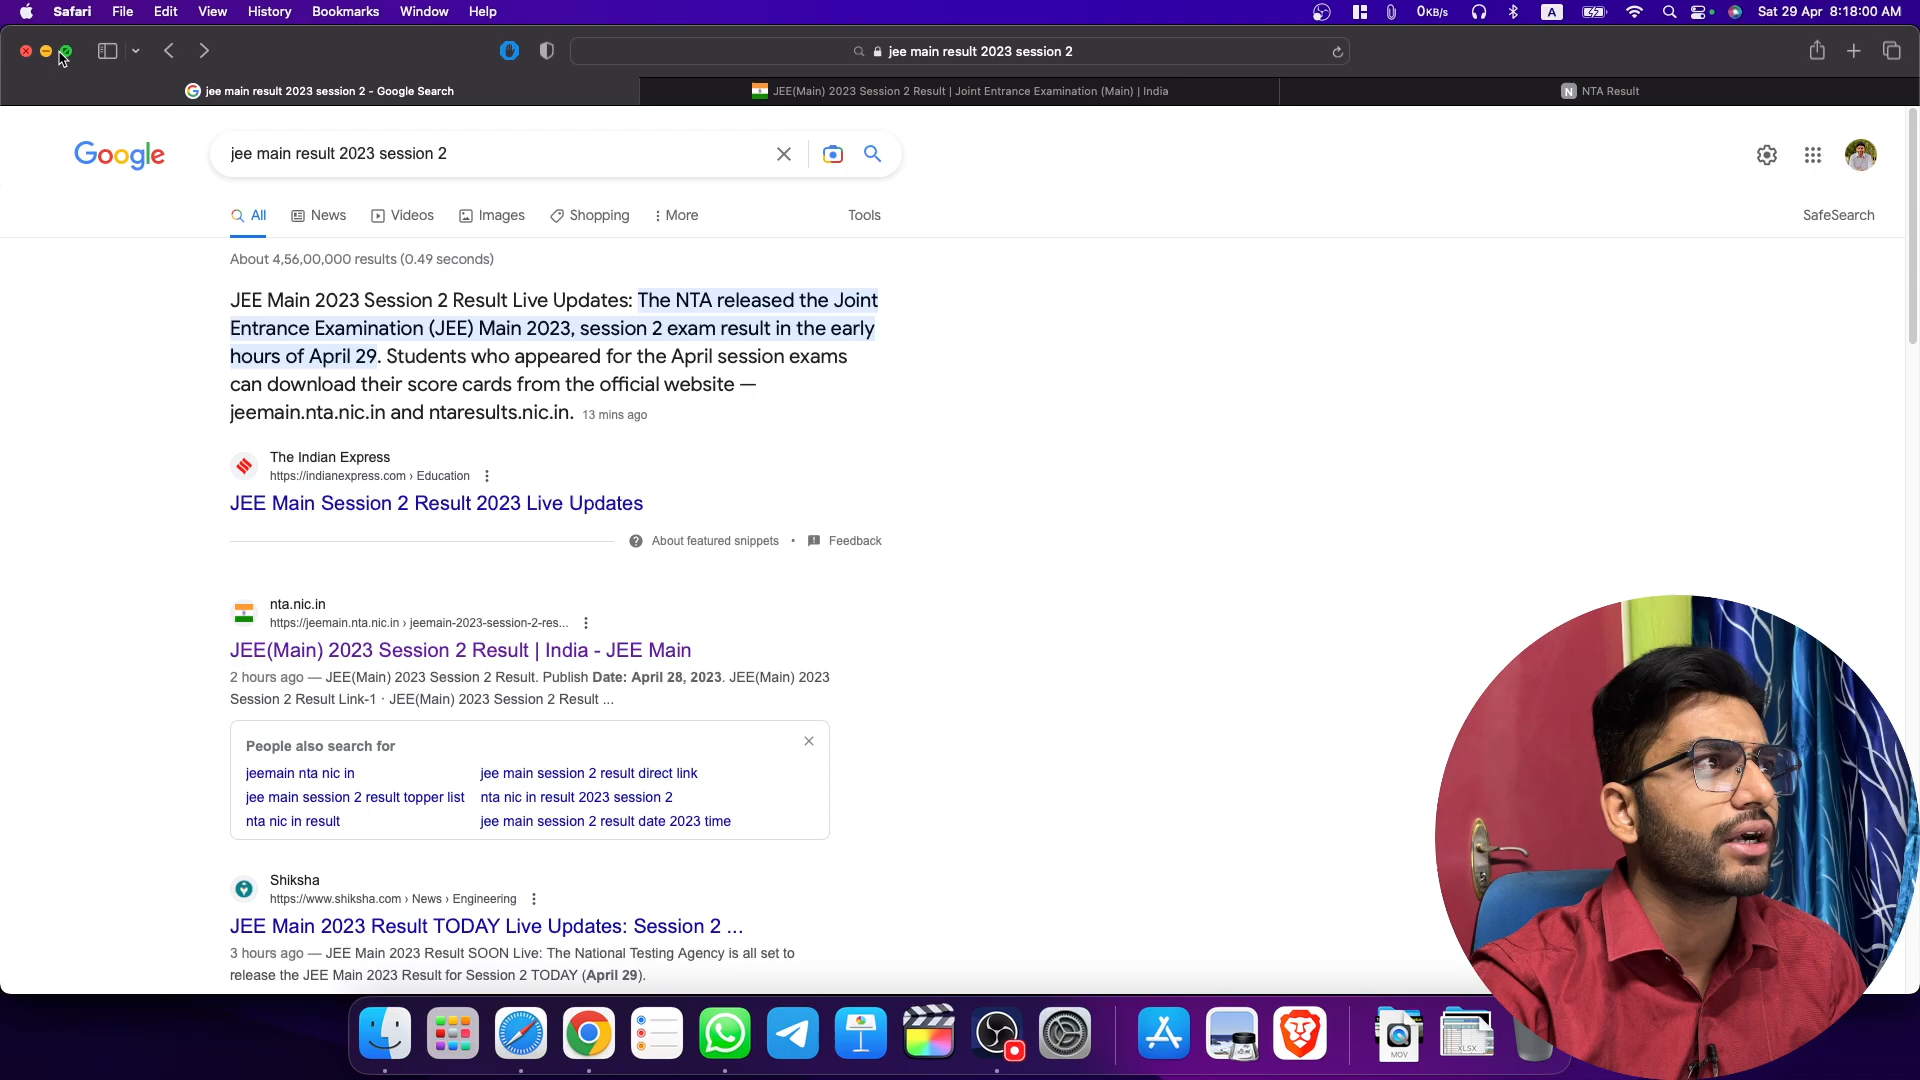 Safari File Edit View History Bookmarks Window Help
0KB/s A Sat 29 Apr 8:18:00 AM
jee main result 2023 session 2
jee main result 2023 session 2 - Google Search
JEE(Main) 2023 Session 2 Result | Joint Entrance Examination (Main) | India
N NTA Result
Google
jee main result 2023 session 2
All News Videos Images Shopping More Tools SafeSearch
About 4,56,00,000 results (0.49 seconds)
JEE Main 2023 Session 2 Result Live Updates: The NTA released the Joint
Entrance Examination (JEE) Main 2023, session 2 exam result in the early
hours of April 29. Students who appeared for the April session exams
can download their score cards from the official website —
jeemain.nta.nic.in and ntaresults.nic.in. 13 mins ago
The Indian Express
https://indianexpress.com › Education
JEE Main Session 2 Result 2023 Live Updates
About featured snippets • Feedback
nta.nic.in
https://jeemain.nta.nic.in › jeemain-2023-session-2-res...
JEE(Main) 2023 Session 2 Result | India - JEE Main
2 hours ago — JEE(Main) 2023 Session 2 Result. Publish Date: April 28, 2023. JEE(Main) 2023
Session 2 Result Link-1 · JEE(Main) 2023 Session 2 Result ...
People also search for
jeemain nta nic in
jee main session 2 result direct link
jee main session 2 result topper list
nta nic in result 2023 session 2
nta nic in result
jee main session 2 result date 2023 time
Shiksha
https://www.shiksha.com › News › Engineering
JEE Main 2023 Result TODAY Live Updates: Session 2 ...
3 hours ago — JEE Main 2023 Result SOON Live: The National Testing Agency is all set to
release the JEE Main 2023 Result for Session 2 TODAY (April 29).
MOV
XLSX